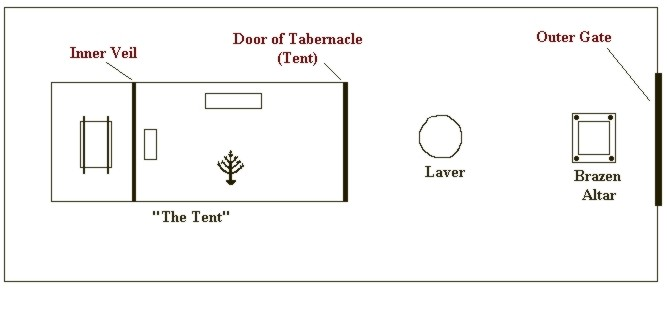 Inner Veil
Door of Tabernacle
(Tent)
Outer Gate
Laver
Brazen
Altar
"The Tent"